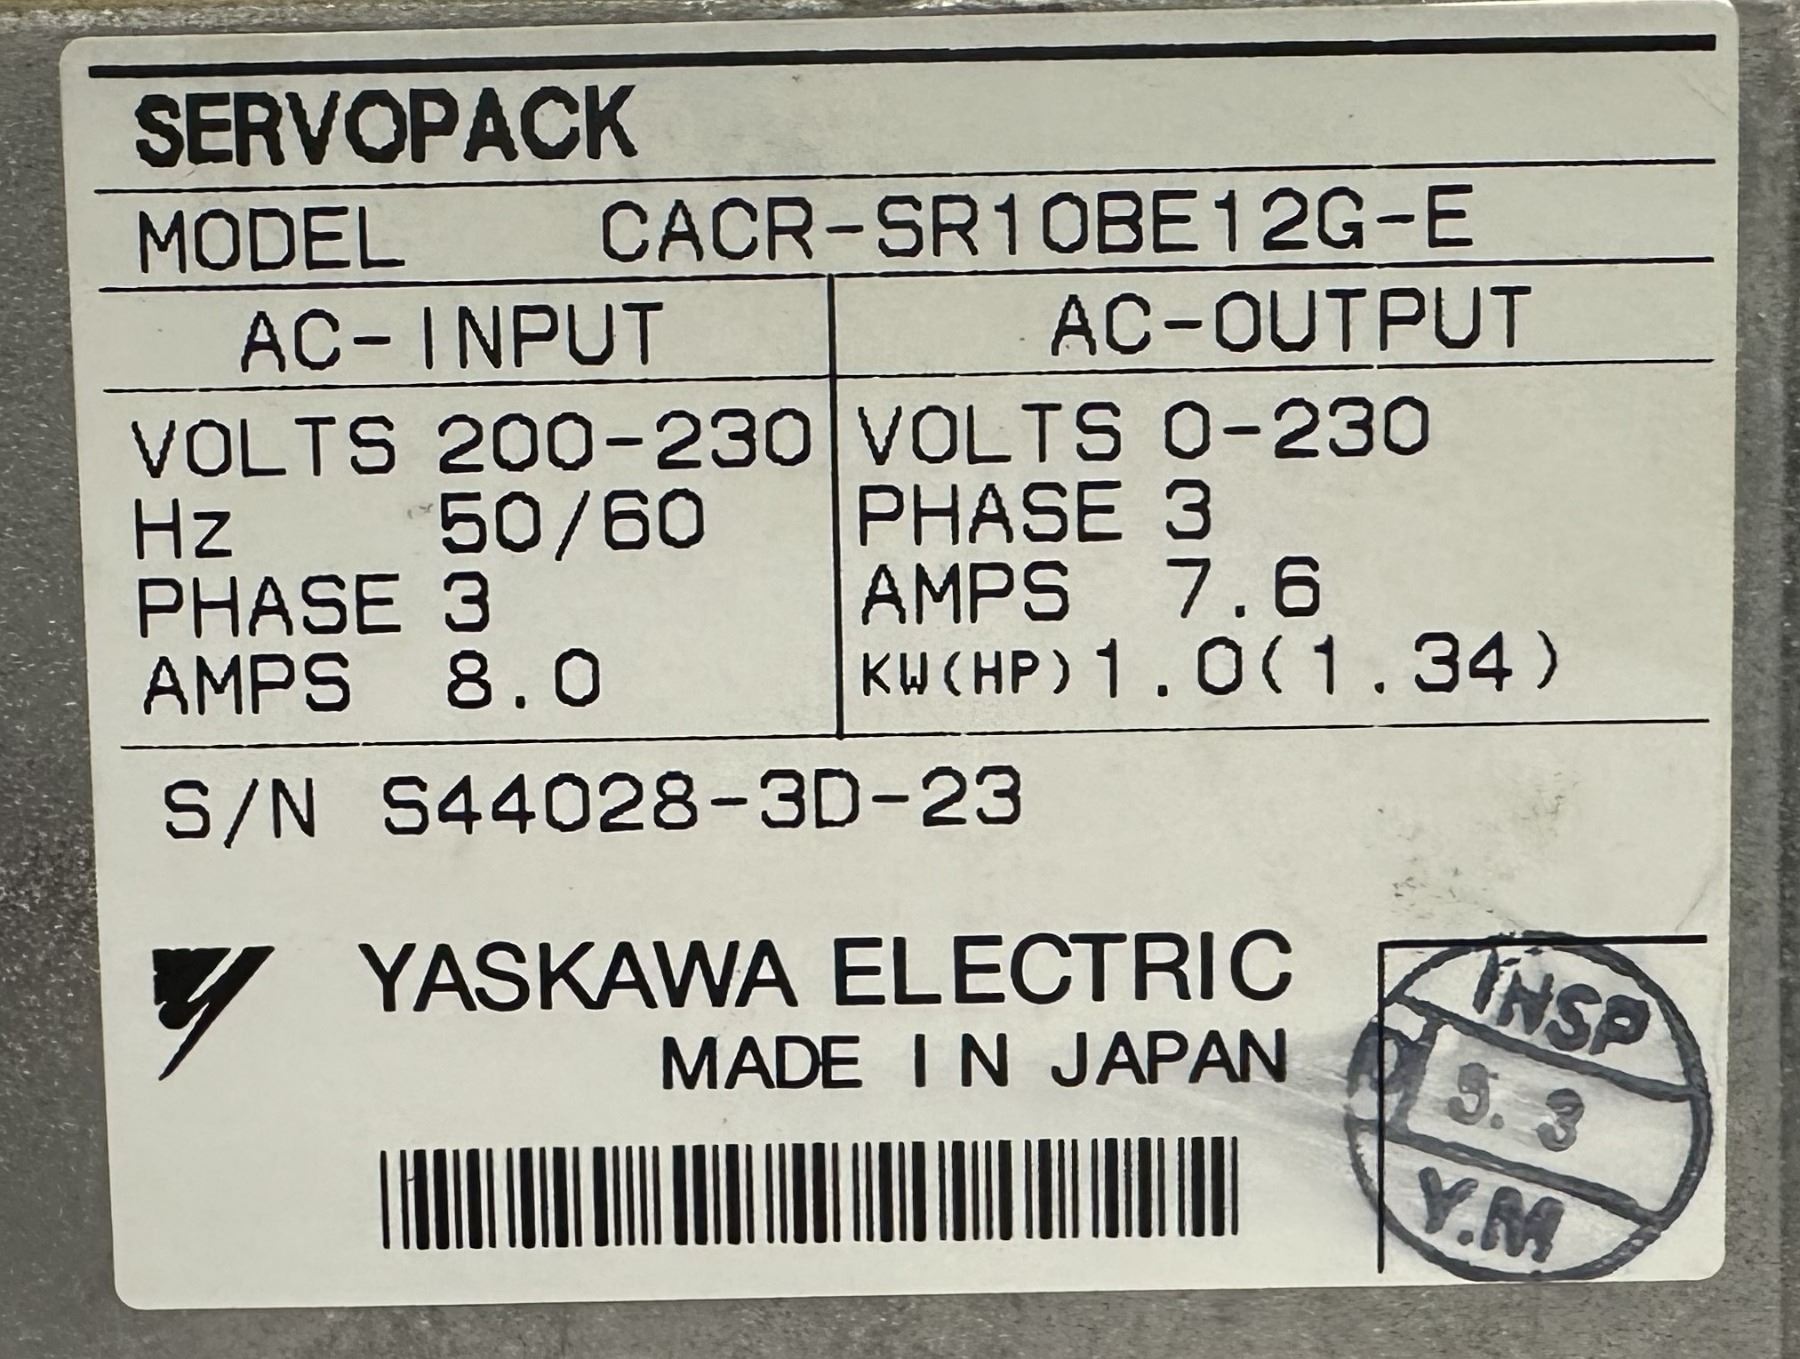 SERVOPACK
MODEL CACR-SR10BE12G-E
AC-INPUT AC-OUTPUT
VOLTS 200-230 VOLTS 0-230
Hz 50/60 PHASE 3
PHASE 3 AMPS 7.6
AMPS 8.0 KW(HP) 1.0(1.34)
S/N S44028-3D-23
YASKAWA ELECTRIC
MADE IN JAPAN
INSP
Y.M